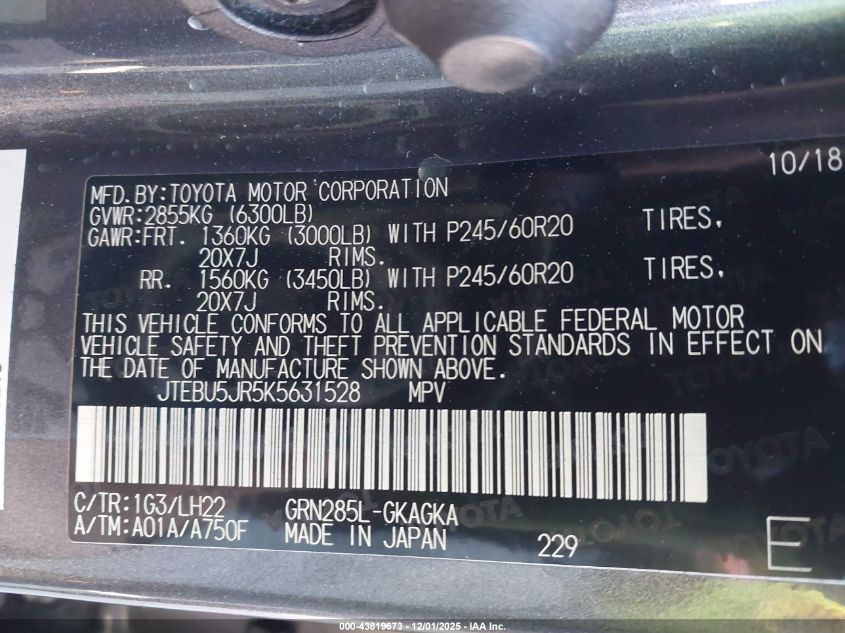 10/18
MFD. BY:TOYOTA MOTOR CORPORATION
GVWR:2855KG (6300LB)
GAWR:FRT. 1360KG (3000LB) WITH P245/60R20 TIRES,
20X7J RIMS.
RR. 1560KG (3450LB) WITH P245/60R20 TIRES,
20X7J RIMS.
THIS VEHICLE CONFORMS TO ALL APPLICABLE FEDERAL MOTOR
VEHICLE SAFETY AND THEFT PREVENTION STANDARDS IN EFFECT ON
THE DATE OF MANUFACTURE SHOWN ABOVE.
JTEBU5JR5K5631528 MPV
TOYOTA
C/TR:1G3/LH22 GRN285L-GKAGKA
A/TM:A01A/A750F MADE IN JAPAN 229 E
000-43819673 • 12/01/2025 - IAA Inc.